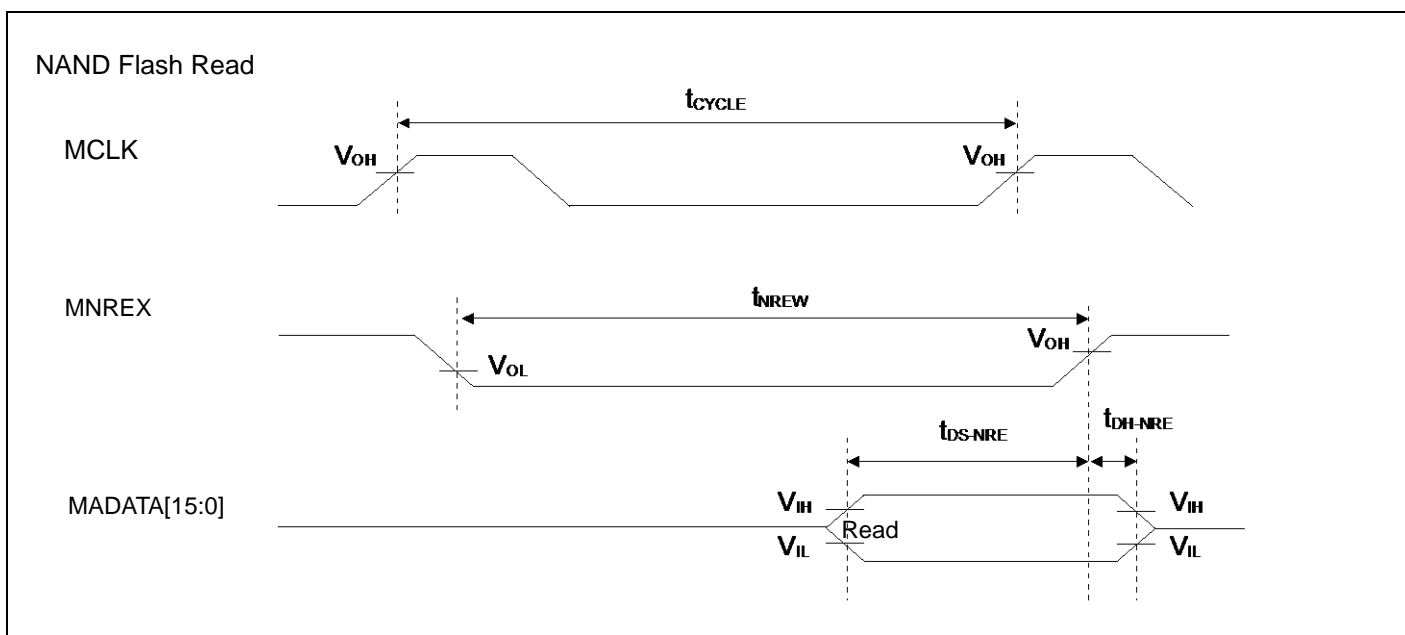 NAND Flash Read
tCYCLE
MCLK
VOH
VOH
tNREW
MNREX
VOH
VOL
tDH-NRE
tDS-NRE
MADATA[15:0]
VIH
VIH
Read
VIL
VIL